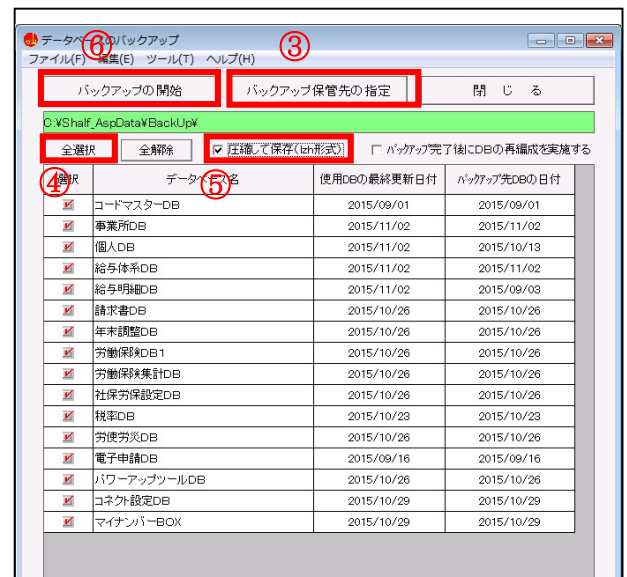 データベースのバックアップ
⑥ ③
ファイル(F) 編集(E) ツール(T) ヘルプ(H)
バックアップの開始 バックアップ保管先の指定 閉じる
C:¥Shalf_AspData¥BackUp¥
全選択 全解除 圧縮して保存(lzh形式) バックアップ完了後にDBの再編成を実施する
④ ⑤
選択 データベース名 使用DBの最終更新日付 バックアップ先DBの日付
コードマスターDB 2015/09/01 2015/09/01
事業所DB 2015/11/02 2015/11/02
個人DB 2015/11/02 2015/10/13
給与体系DB 2015/11/02 2015/11/02
給与明細DB 2015/11/02 2015/09/03
請求書DB 2015/10/26 2015/10/26
年末調整DB 2015/10/26 2015/10/26
労働保険DB1 2015/10/26 2015/10/26
労働保険集計DB 2015/10/26 2015/10/26
社保労保設定DB 2015/10/26 2015/10/26
税率DB 2015/10/23 2015/10/23
労使労災DB 2015/10/26 2015/10/26
電子申請DB 2015/09/16 2015/09/16
パワーアップツールDB 2015/10/26 2015/10/26
コネクト設定DB 2015/10/29 2015/10/29
マイナンバーBOX 2015/10/29 2015/10/29